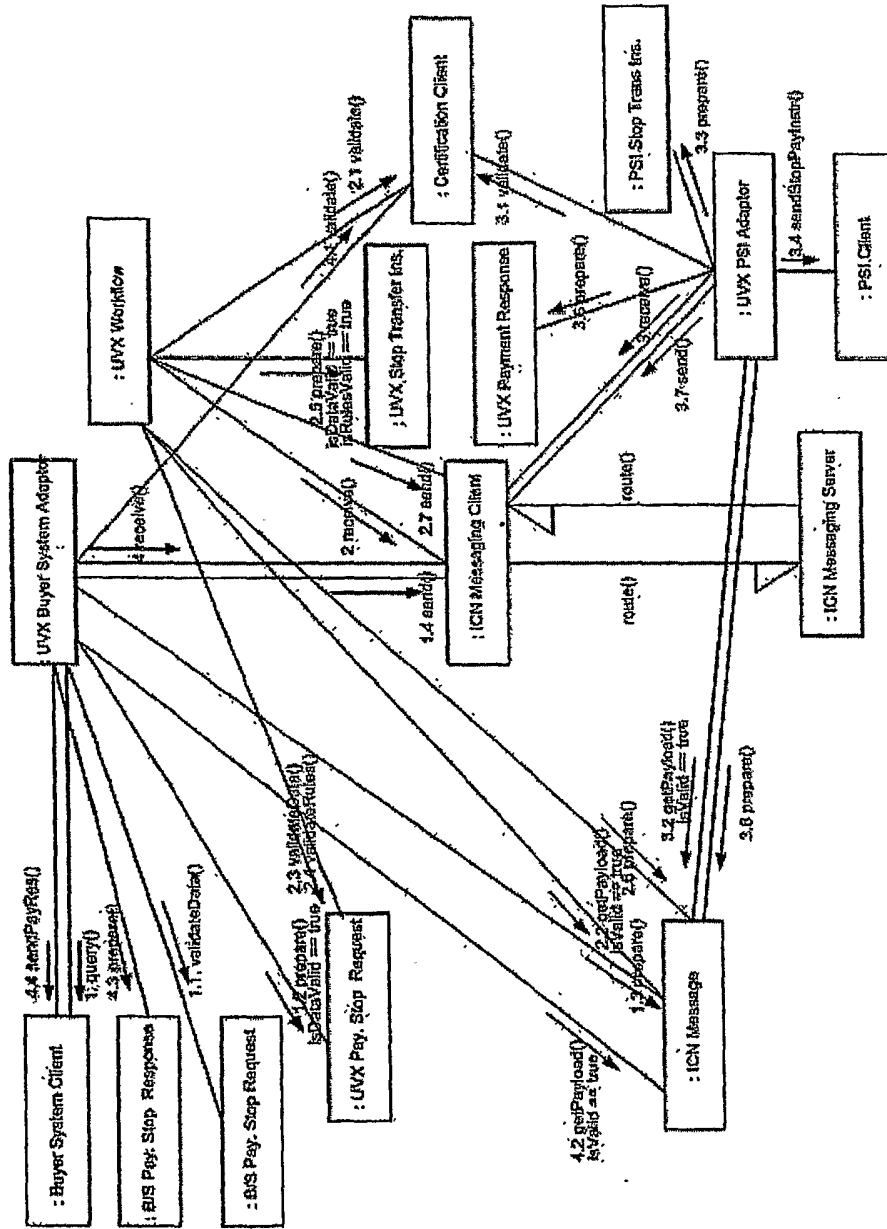 : Buyer System Client
: B/S Pay. Stop Response
: B/S Pay. Stop Request
: UVX Pay. Stop Request
: ICN Message
: UVX Buyer System Adaptor
: UVX Workflow
: UVX Stop Transfer Ins.
: ICN Messaging Client
: ICN Messaging Server
: Certification Client
: UVX Payment Response
: PSI Stop Trans Ins.
: UVX PSI Adaptor
: PSI Client
4.4 sendPayRes()
1. query()
4.3 prepare()
1.1. validateData()
1.2 prepare()
isDataValid == true
2.3 validateData()
2.4 validateRules()
4.2 getPayload()
isValid == true
1.3 prepare()
2.2 getPayload()
isValid == true
2.6 prepare()
3.2 getPayload()
isValid == true
3.8 prepare()
4 receive()
1.4 send()
2 receive()
2.7 send()
2.5 prepare()
isDataValid == true
isRulesValid == true
4.1 validate()
2.1 validate()
3.1 validate()
3.3 prepare()
3.4 sendStopPayInstr()
prepare()
3 receive()
3.7 send()
route()
route()